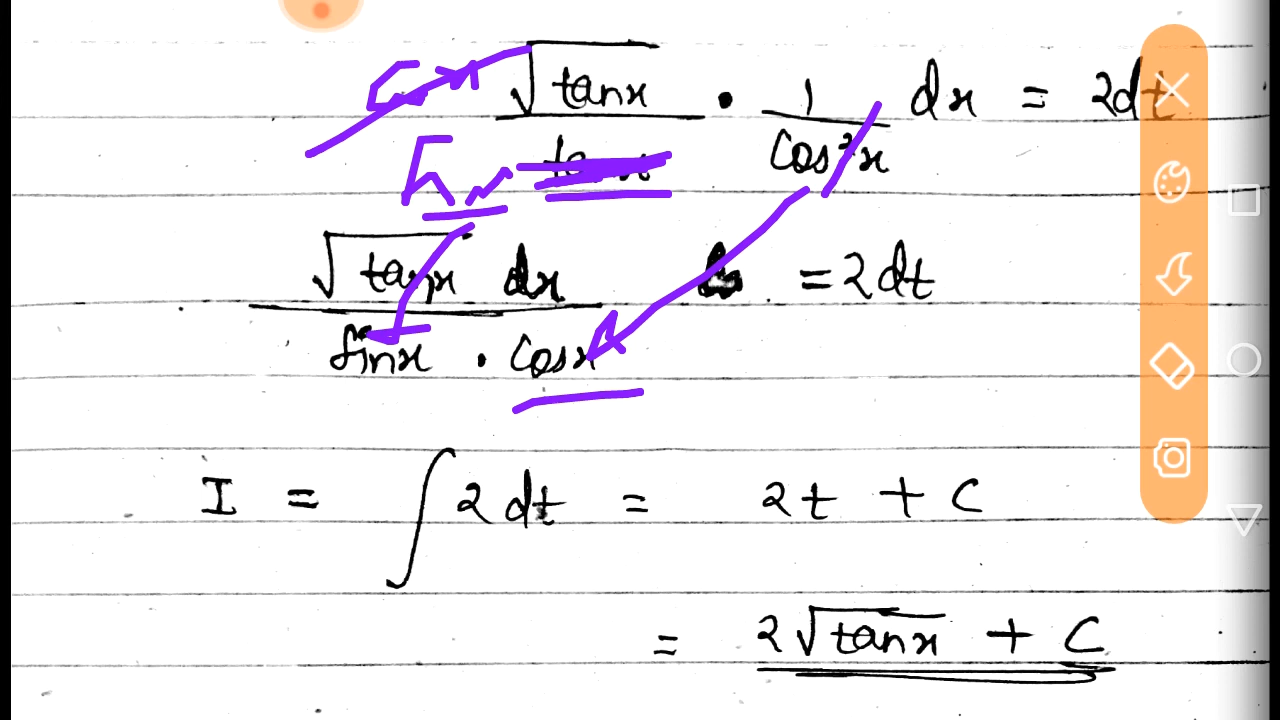 √tanx / tanx · 1/cos²x dx = 2dt
√tanx dx / sinx · cosx = 2dt
I = ∫ 2 dt = 2t + C
= 2√tanx + C